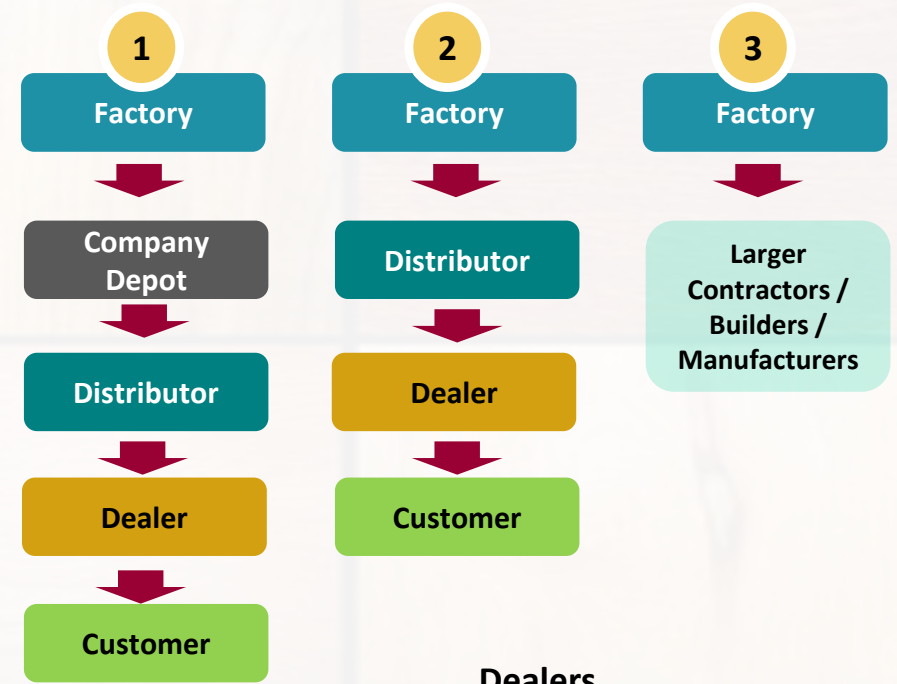 1
Factory
Company
Depot
Distributor
Dealer
Customer
2
Factory
Distributor
Dealer
Customer
3
Factory
Larger
Contractors /
Builders /
Manufacturers
Dealers